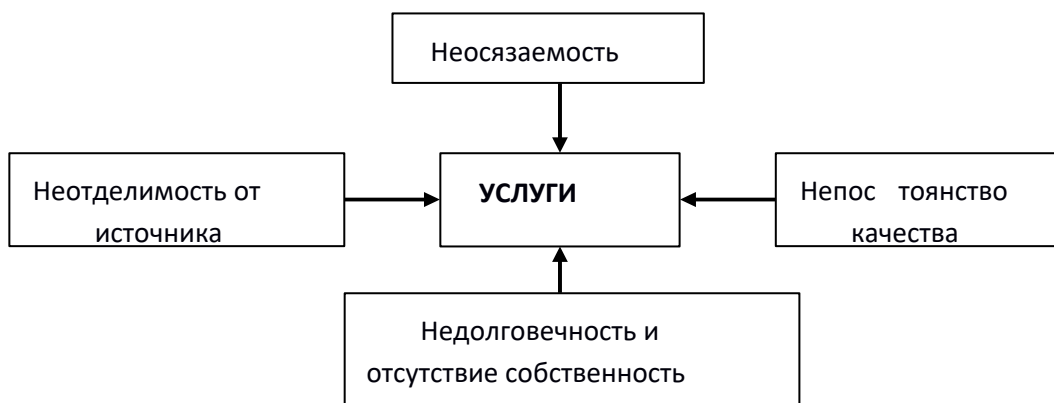 Неосязаемость
Неотделимость от
источника
УСЛУГИ
Непос тоянство
качества
Недолговечность и
отсутствие собственность